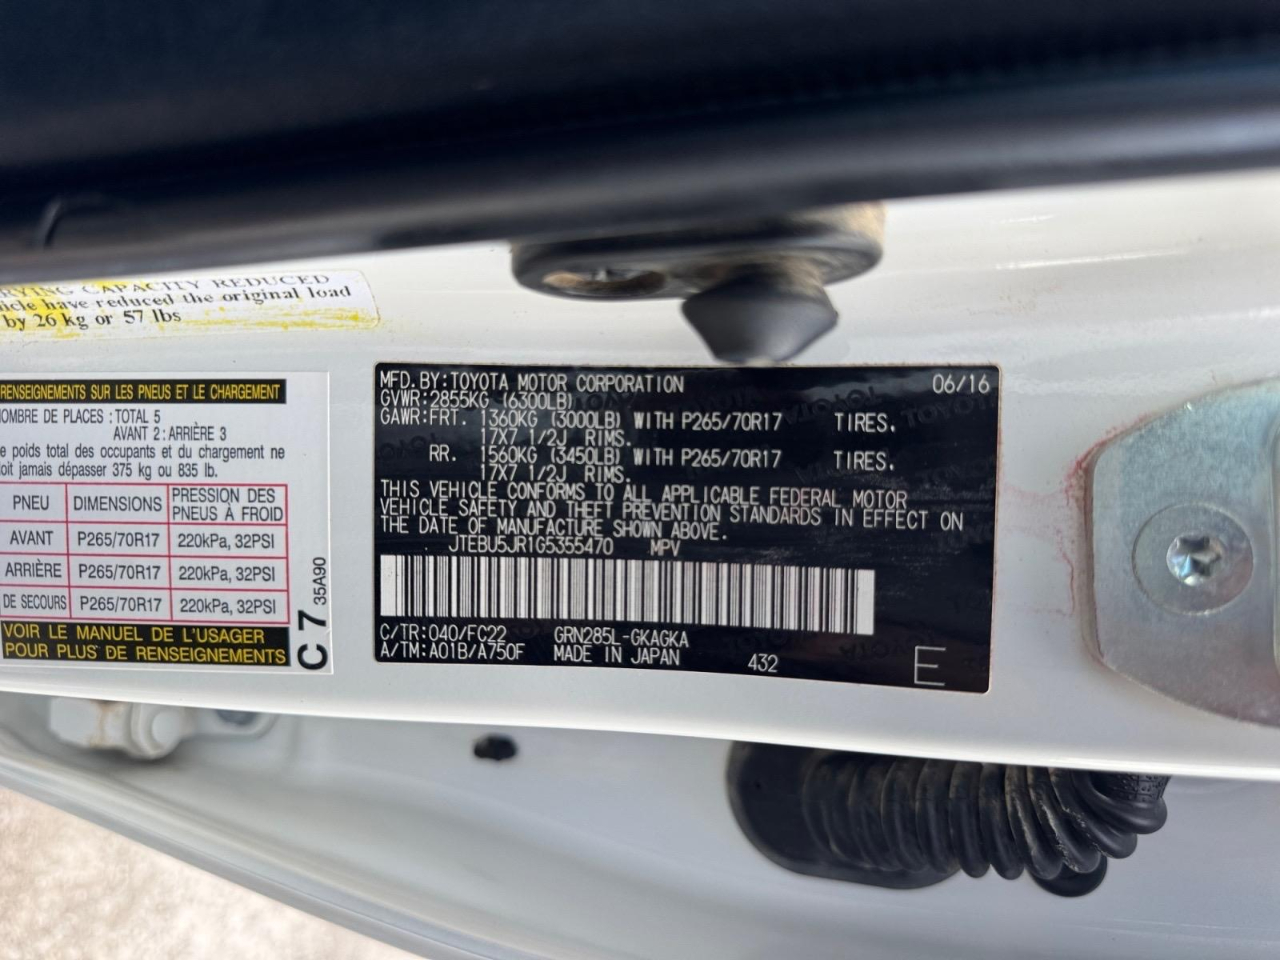 RYING CAPACITY REDUCED
icle have reduced the original load
by 26 kg or 57 lbs
RENSEIGNEMENTS SUR LES PNEUS ET LE CHARGEMENT
NOMBRE DE PLACES : TOTAL 5
AVANT 2: ARRIÈRE 3
e poids total des occupants et du chargement ne
oit jamais dépasser 375 kg ou 835 lb.
PNEU DIMENSIONS PRESSION DES PNEUS À FROID
AVANT P265/70R17 220kPa, 32PSI
ARRIÈRE P265/70R17 220kPa, 32PSI
DE SECOURS P265/70R17 220kPa, 32PSI
VOIR LE MANUEL DE L'USAGER
POUR PLUS DE RENSEIGNEMENTS
C 7 35A90
MFD.BY:TOYOTA MOTOR CORPORATION 06/16
GVWR:2855KG (6300LB)
GAWR:FRT. 1360KG (3000LB) WITH P265/70R17 TIRES.
17X7 1/2J RIMS.
RR. 1560KG (3450LB) WITH P265/70R17 TIRES.
17X7 1/2J RIMS.
THIS VEHICLE CONFORMS TO ALL APPLICABLE FEDERAL MOTOR
VEHICLE SAFETY AND THEFT PREVENTION STANDARDS IN EFFECT ON
THE DATE OF MANUFACTURE SHOWN ABOVE.
JTEBU5JR1G5355470 MPV
C/TR:040/FC22 GRN285L-GKAGKA
A/TM:A01B/A750F MADE IN JAPAN 432 E